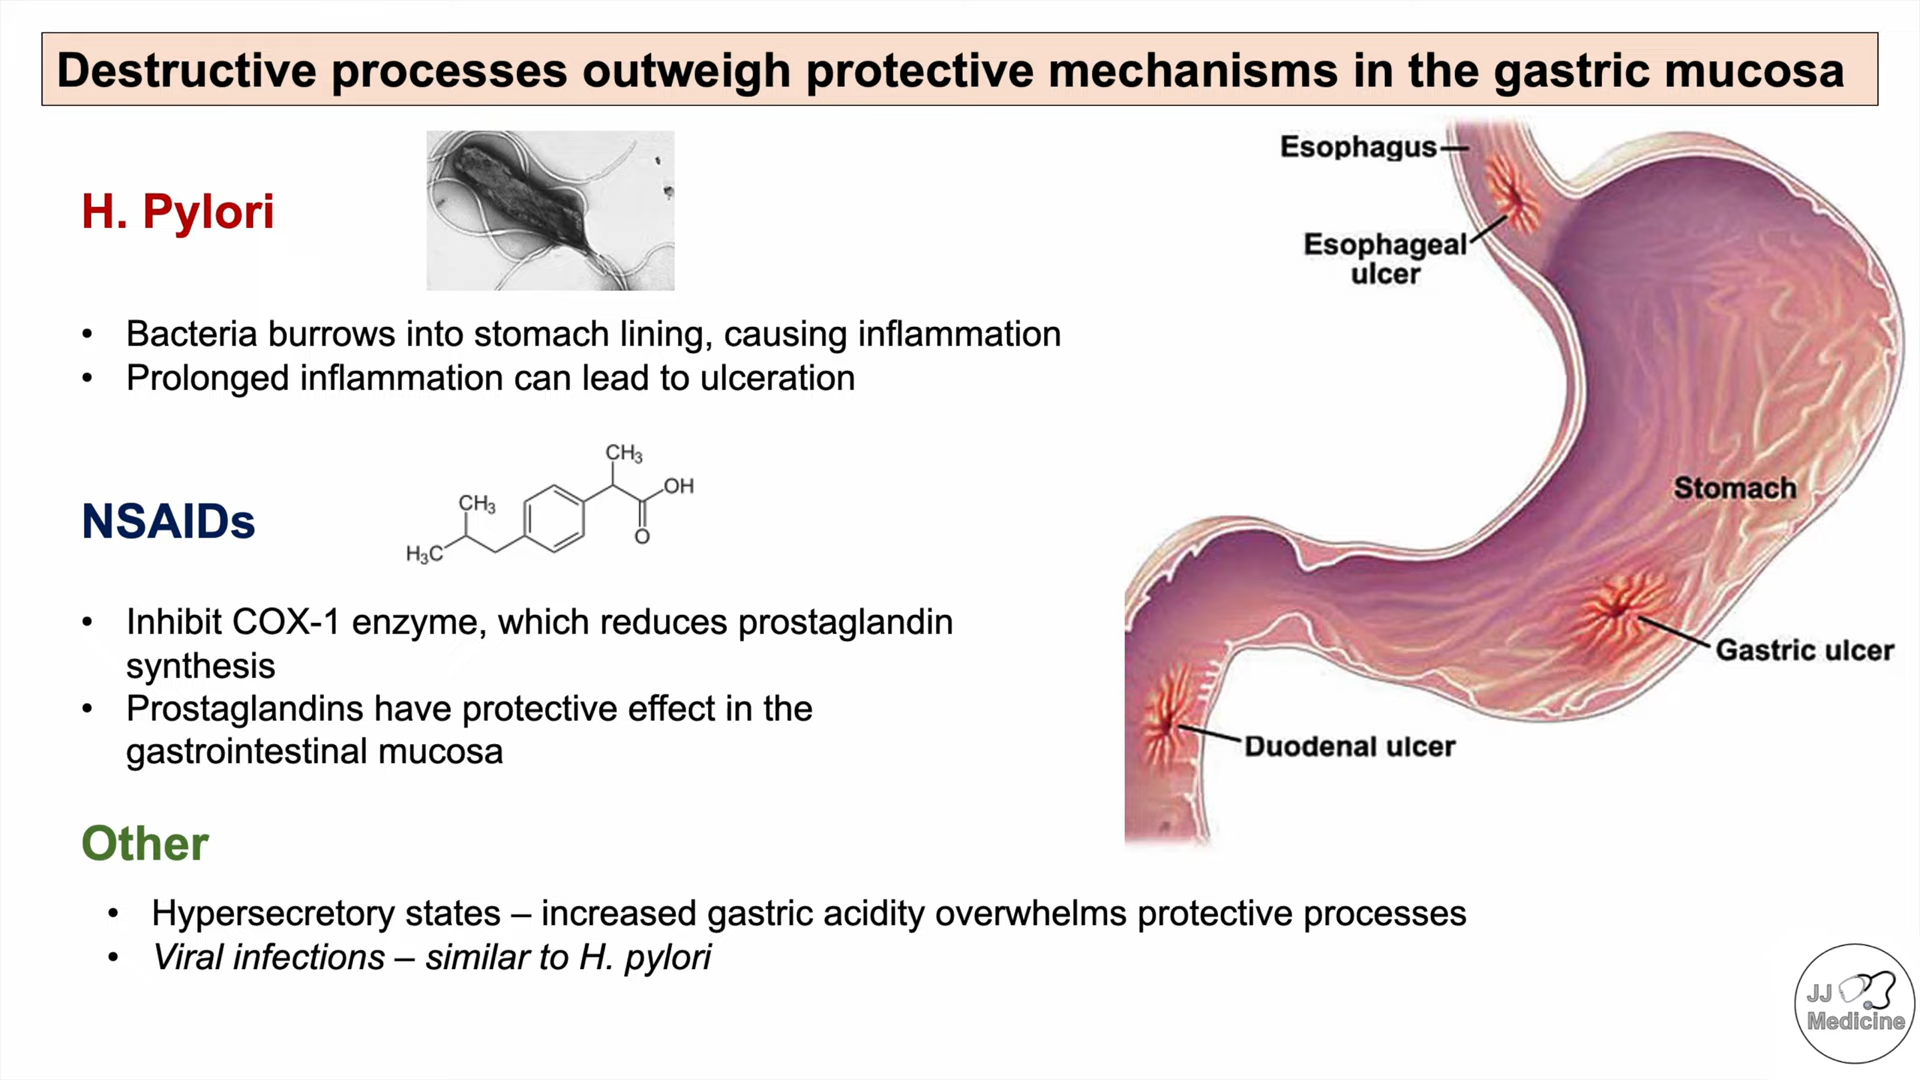 Destructive processes outweigh protective mechanisms in the gastric mucosa
H. Pylori
• Bacteria burrows into stomach lining, causing inflammation
• Prolonged inflammation can lead to ulceration
NSAIDs
CH₃
OH
CH₃
O
H₃C
• Inhibit COX-1 enzyme, which reduces prostaglandin
synthesis
• Prostaglandins have protective effect in the
gastrointestinal mucosa
Other
• Hypersecretory states – increased gastric acidity overwhelms protective processes
• Viral infections – similar to H. pylori
Esophagus
Esophageal
ulcer
Stomach
Gastric ulcer
Duodenal ulcer
JJ
Medicine